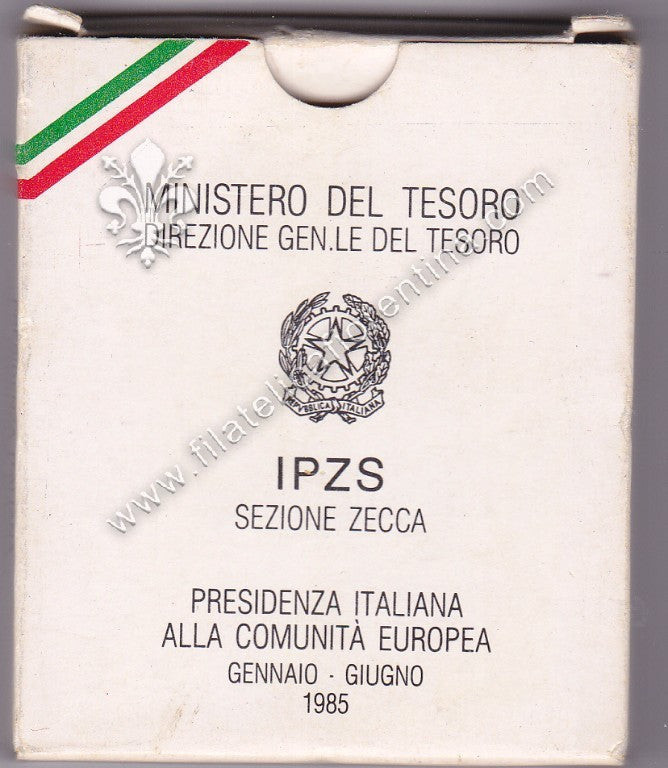 MINISTERO DEL TESORO
DIREZIONE GEN.LE DEL TESORO
REPVBBLICA ITALIANA
IPZS
SEZIONE ZECCA
PRESIDENZA ITALIANA
ALLA COMUNITÀ EUROPEA
GENNAIO - GIUGNO
1985